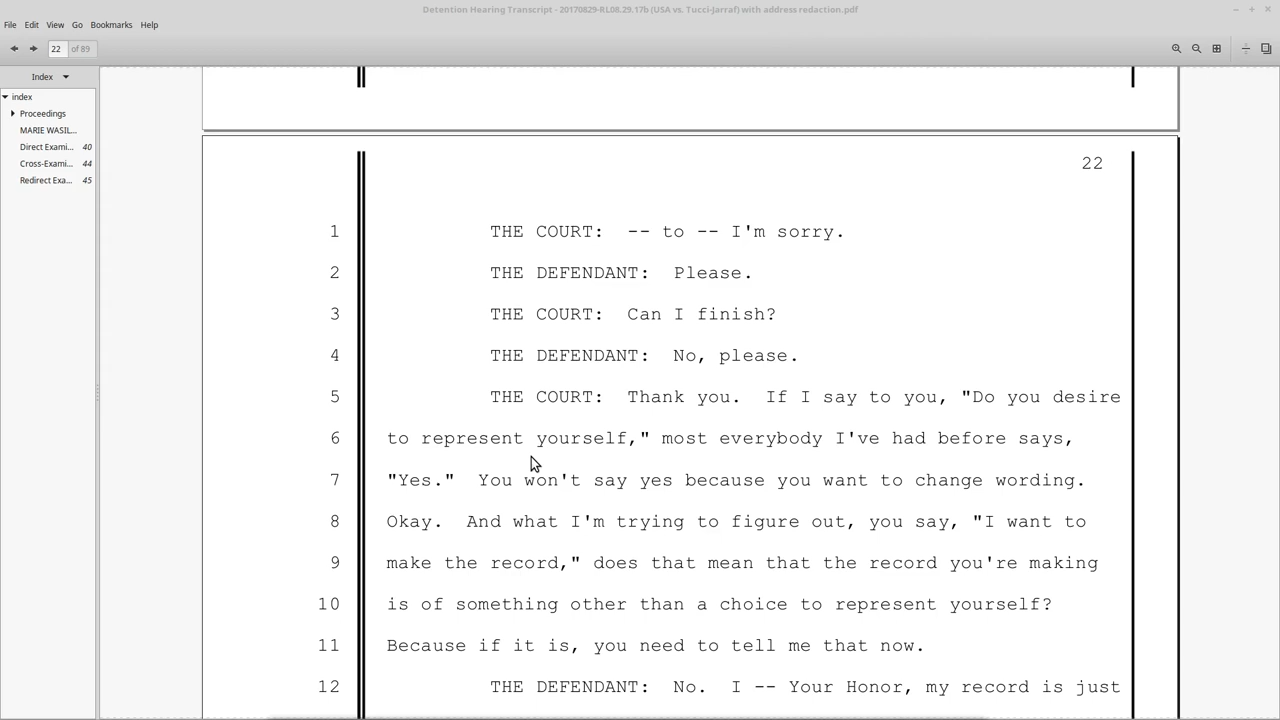 Detention Hearing Transcript - 20170829-RL08.29.17b (USA vs. Tucci-Jarraf) with address redaction.pdf
File Edit View Go Bookmarks Help
22 of 89
Index
index
Proceedings
MARIE WASIL...
Direct Exami... 40
Cross-Exami... 44
Redirect Exa... 45
22
1 THE COURT: -- to -- I'm sorry.
2 THE DEFENDANT: Please.
3 THE COURT: Can I finish?
4 THE DEFENDANT: No, please.
5 THE COURT: Thank you. If I say to you, "Do you desire
6 to represent yourself," most everybody I've had before says,
7 "Yes." You won't say yes because you want to change wording.
8 Okay. And what I'm trying to figure out, you say, "I want to
9 make the record," does that mean that the record you're making
10 is of something other than a choice to represent yourself?
11 Because if it is, you need to tell me that now.
12 THE DEFENDANT: No. I -- Your Honor, my record is just